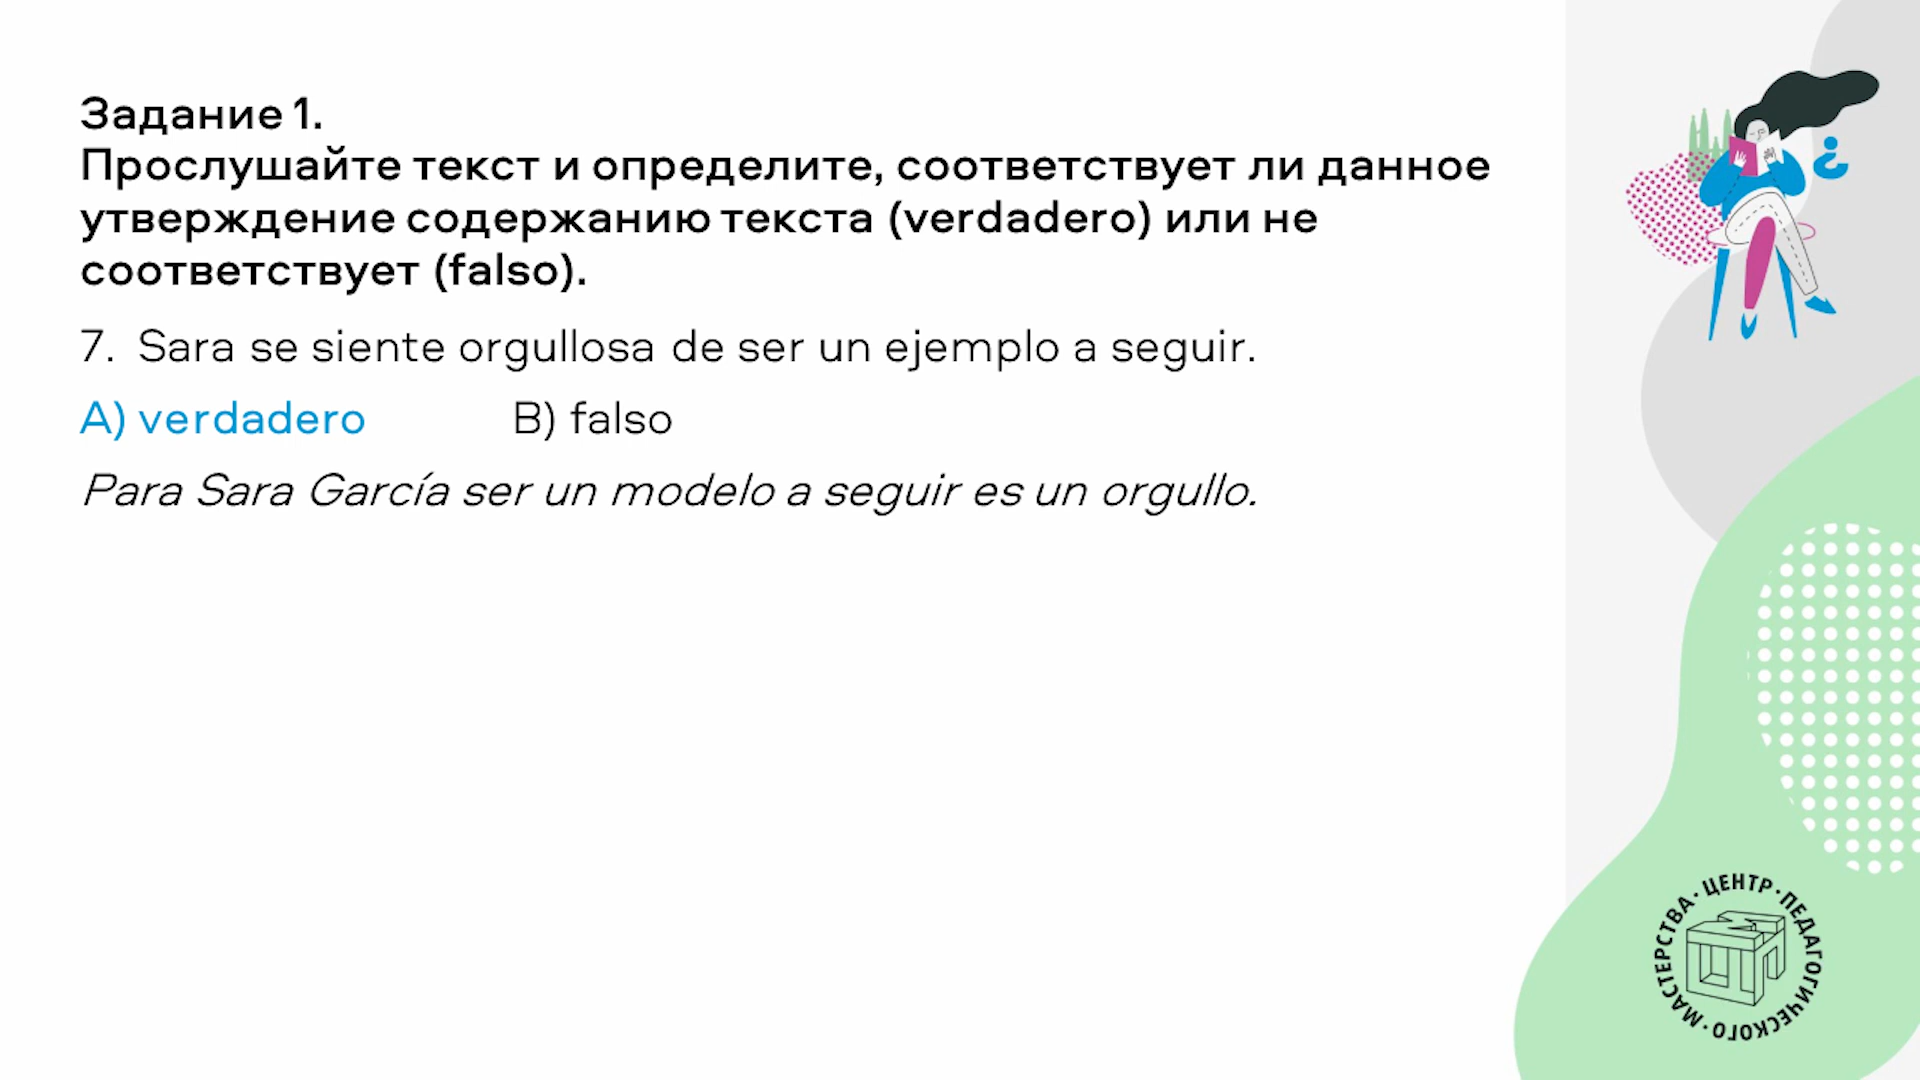 Задание 1.
Прослушайте текст и определите, соответствует ли данное
утверждение содержанию текста (verdadero) или не
соответствует (falso).
7. Sara se siente orgullosa de ser un ejemplo a seguir.
A) verdadero B) falso
Para Sara García ser un modelo a seguir es un orgullo.
¿
ЦЕНТР · ПЕДАГОГИЧЕСКОГО · МАСТЕРСТВА ·